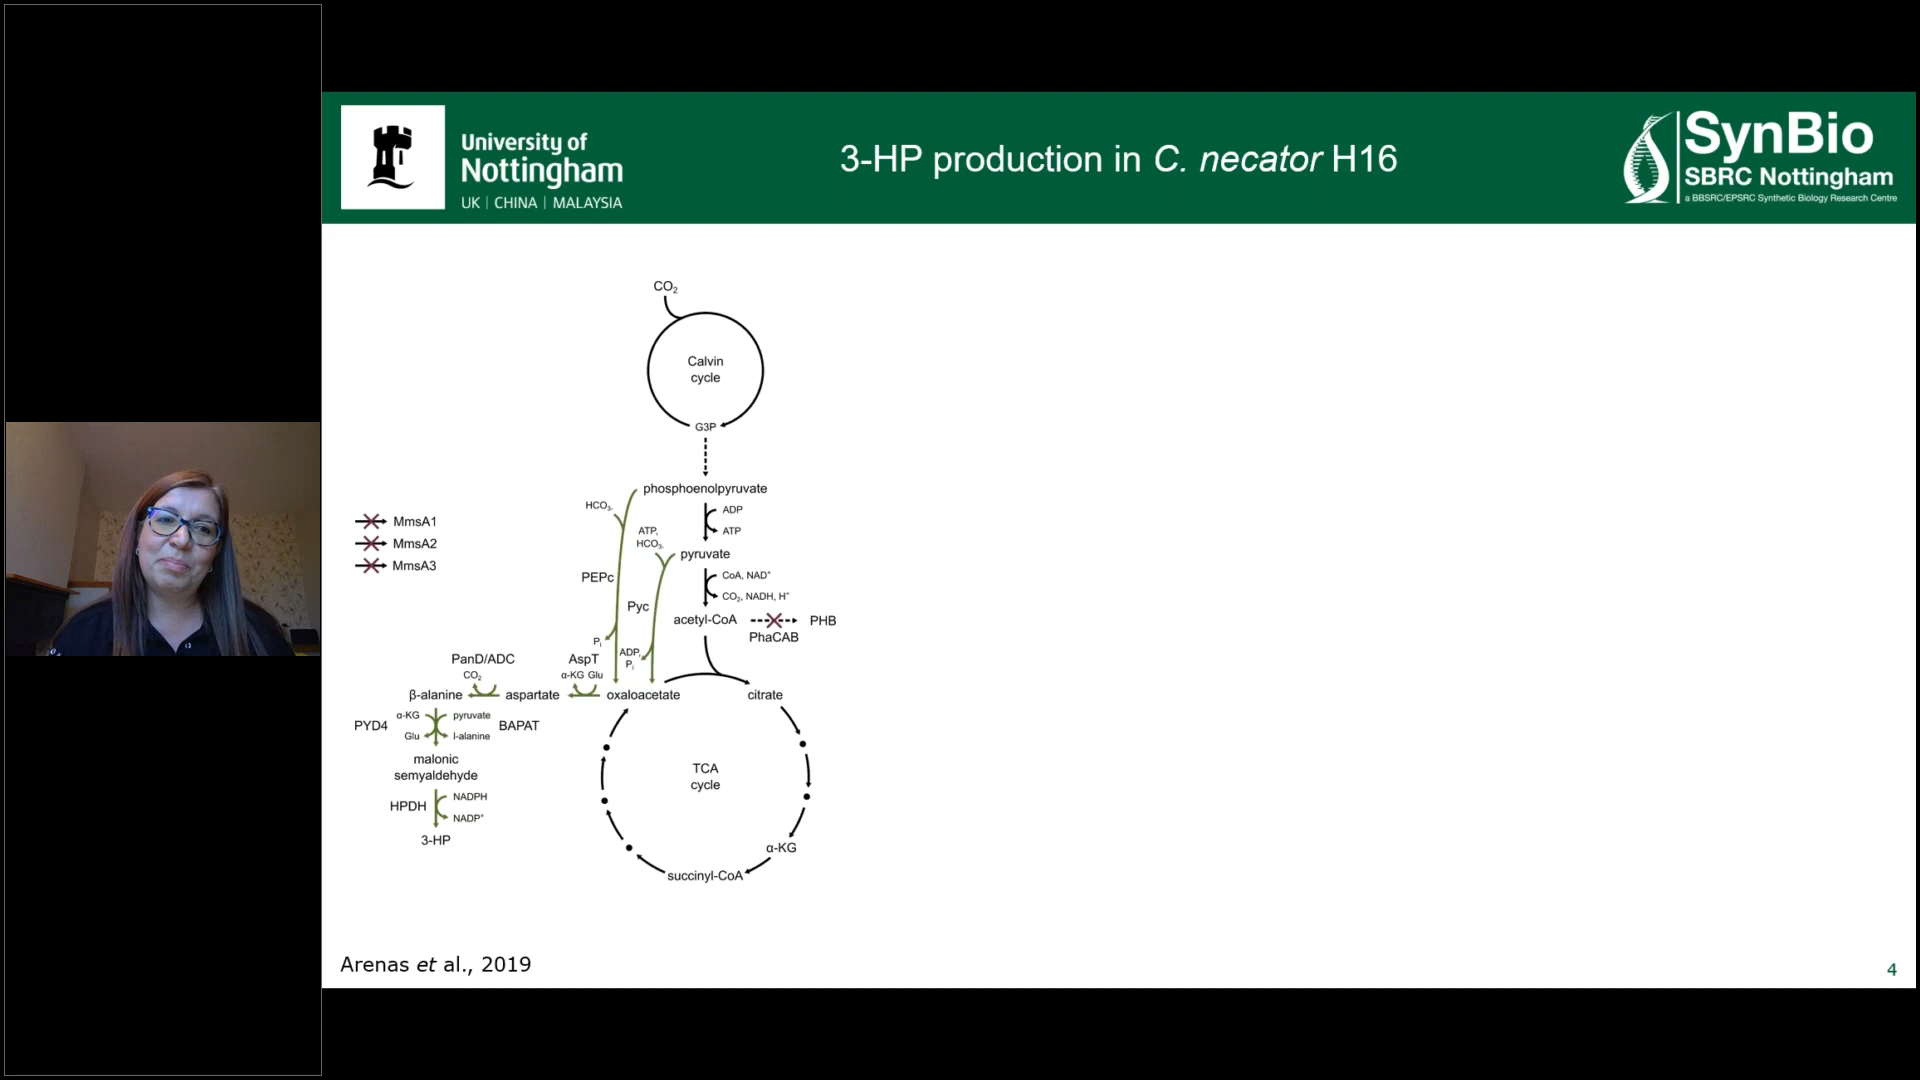 University of
Nottingham
UK | CHINA | MALAYSIA
3-HP production in C. necator H16
SynBio
SBRC Nottingham
a BBSRC/EPSRC Synthetic Biology Research Centre
CO₂
Calvin
cycle
G3P
phosphoenolpyruvate
HCO₃-
ADP
ATP
ATP,
HCO₃-
pyruvate
MmsA1
MmsA2
MmsA3
PEPc
CoA, NAD⁺
CO₂, NADH, H⁺
Pyc
acetyl-CoA
PHB
PhaCAB
Pᵢ
ADP,
Pᵢ
PanD/ADC
CO₂
AspT
α-KG Glu
β-alanine
aspartate
oxaloacetate
citrate
PYD4
α-KG
pyruvate
Glu
l-alanine
BAPAT
malonic
semyaldehyde
TCA
cycle
HPDH
NADPH
NADP⁺
3-HP
α-KG
succinyl-CoA
Arenas et al., 2019
4